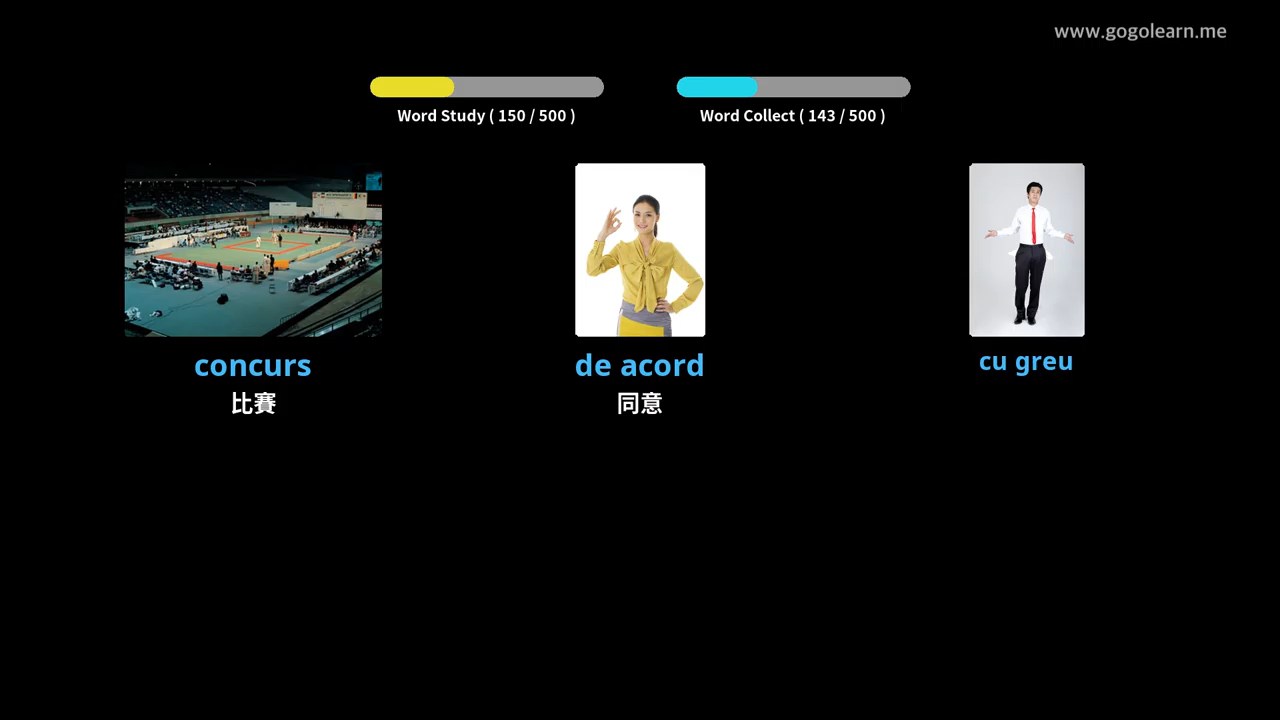 www.gogolearn.me
Word Study ( 150 / 500 )
Word Collect ( 143 / 500 )
concurs
比賽
de acord
同意
cu greu